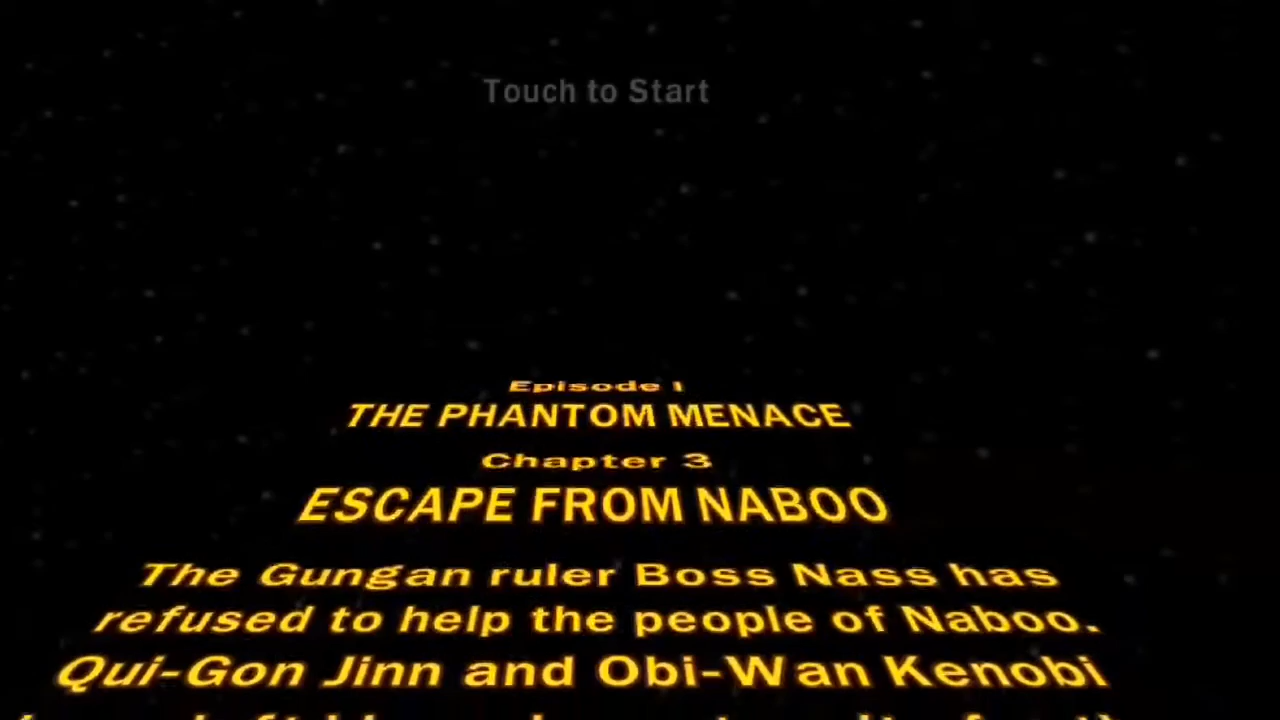 Touch to Start
Episode I
THE PHANTOM MENACE
Chapter 3
ESCAPE FROM NABOO
The Gungan ruler Boss Nass has
refused to help the people of Naboo.
Qui-Gon Jinn and Obi-Wan Kenobi